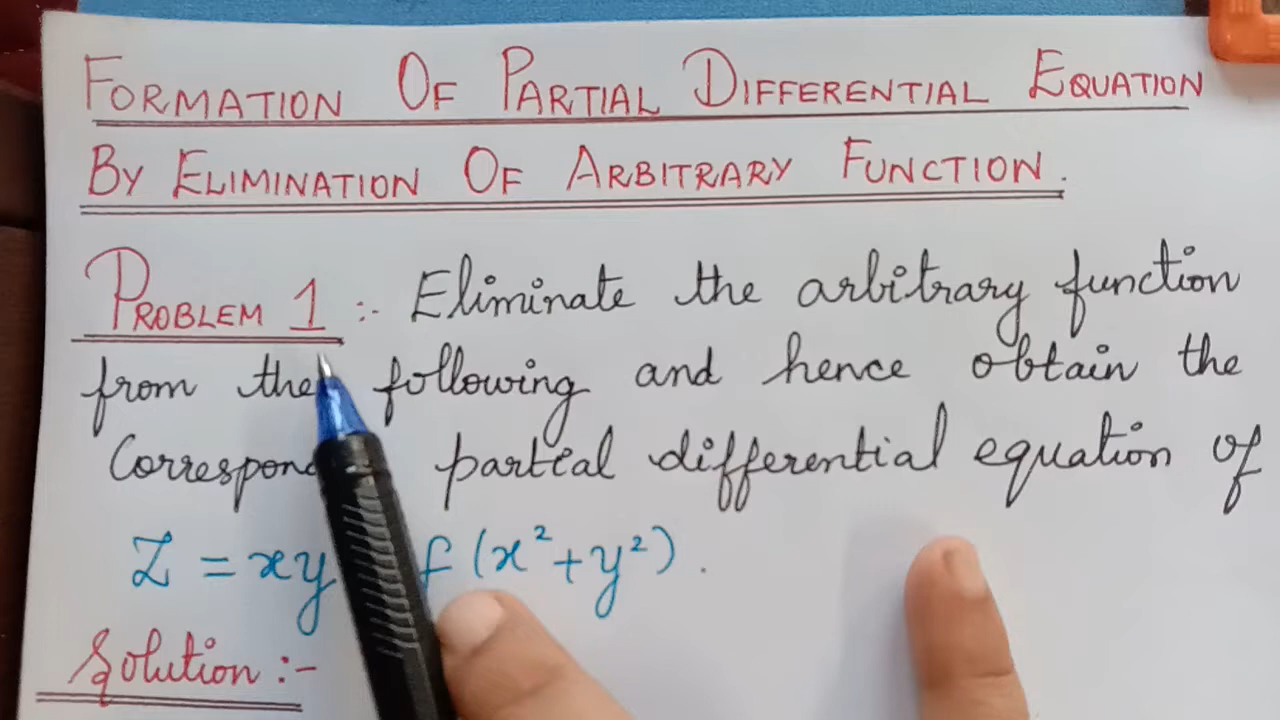 FORMATION OF PARTIAL DIFFERENTIAL EQUATION
BY ELIMINATION OF ARBITRARY FUNCTION.
PROBLEM 1 :- Eliminate the arbitrary function
from the following and hence obtain the
partial differential equation of
Z = xy f(x²+y²).
Solution :-